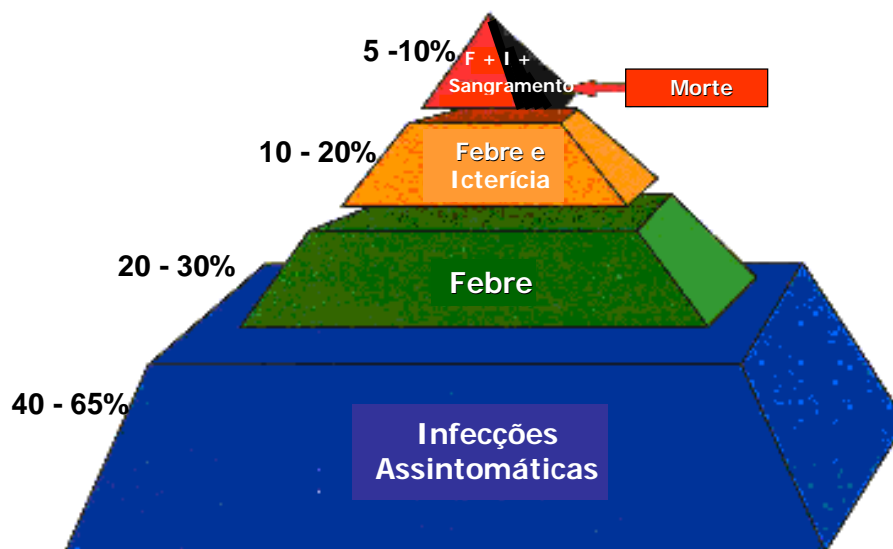 5 -10%
F + I +
Sangramento
Morte
10 - 20%
Febre e
Icterícia
20 - 30%
Febre
40 - 65%
Infecções
Assintomáticas